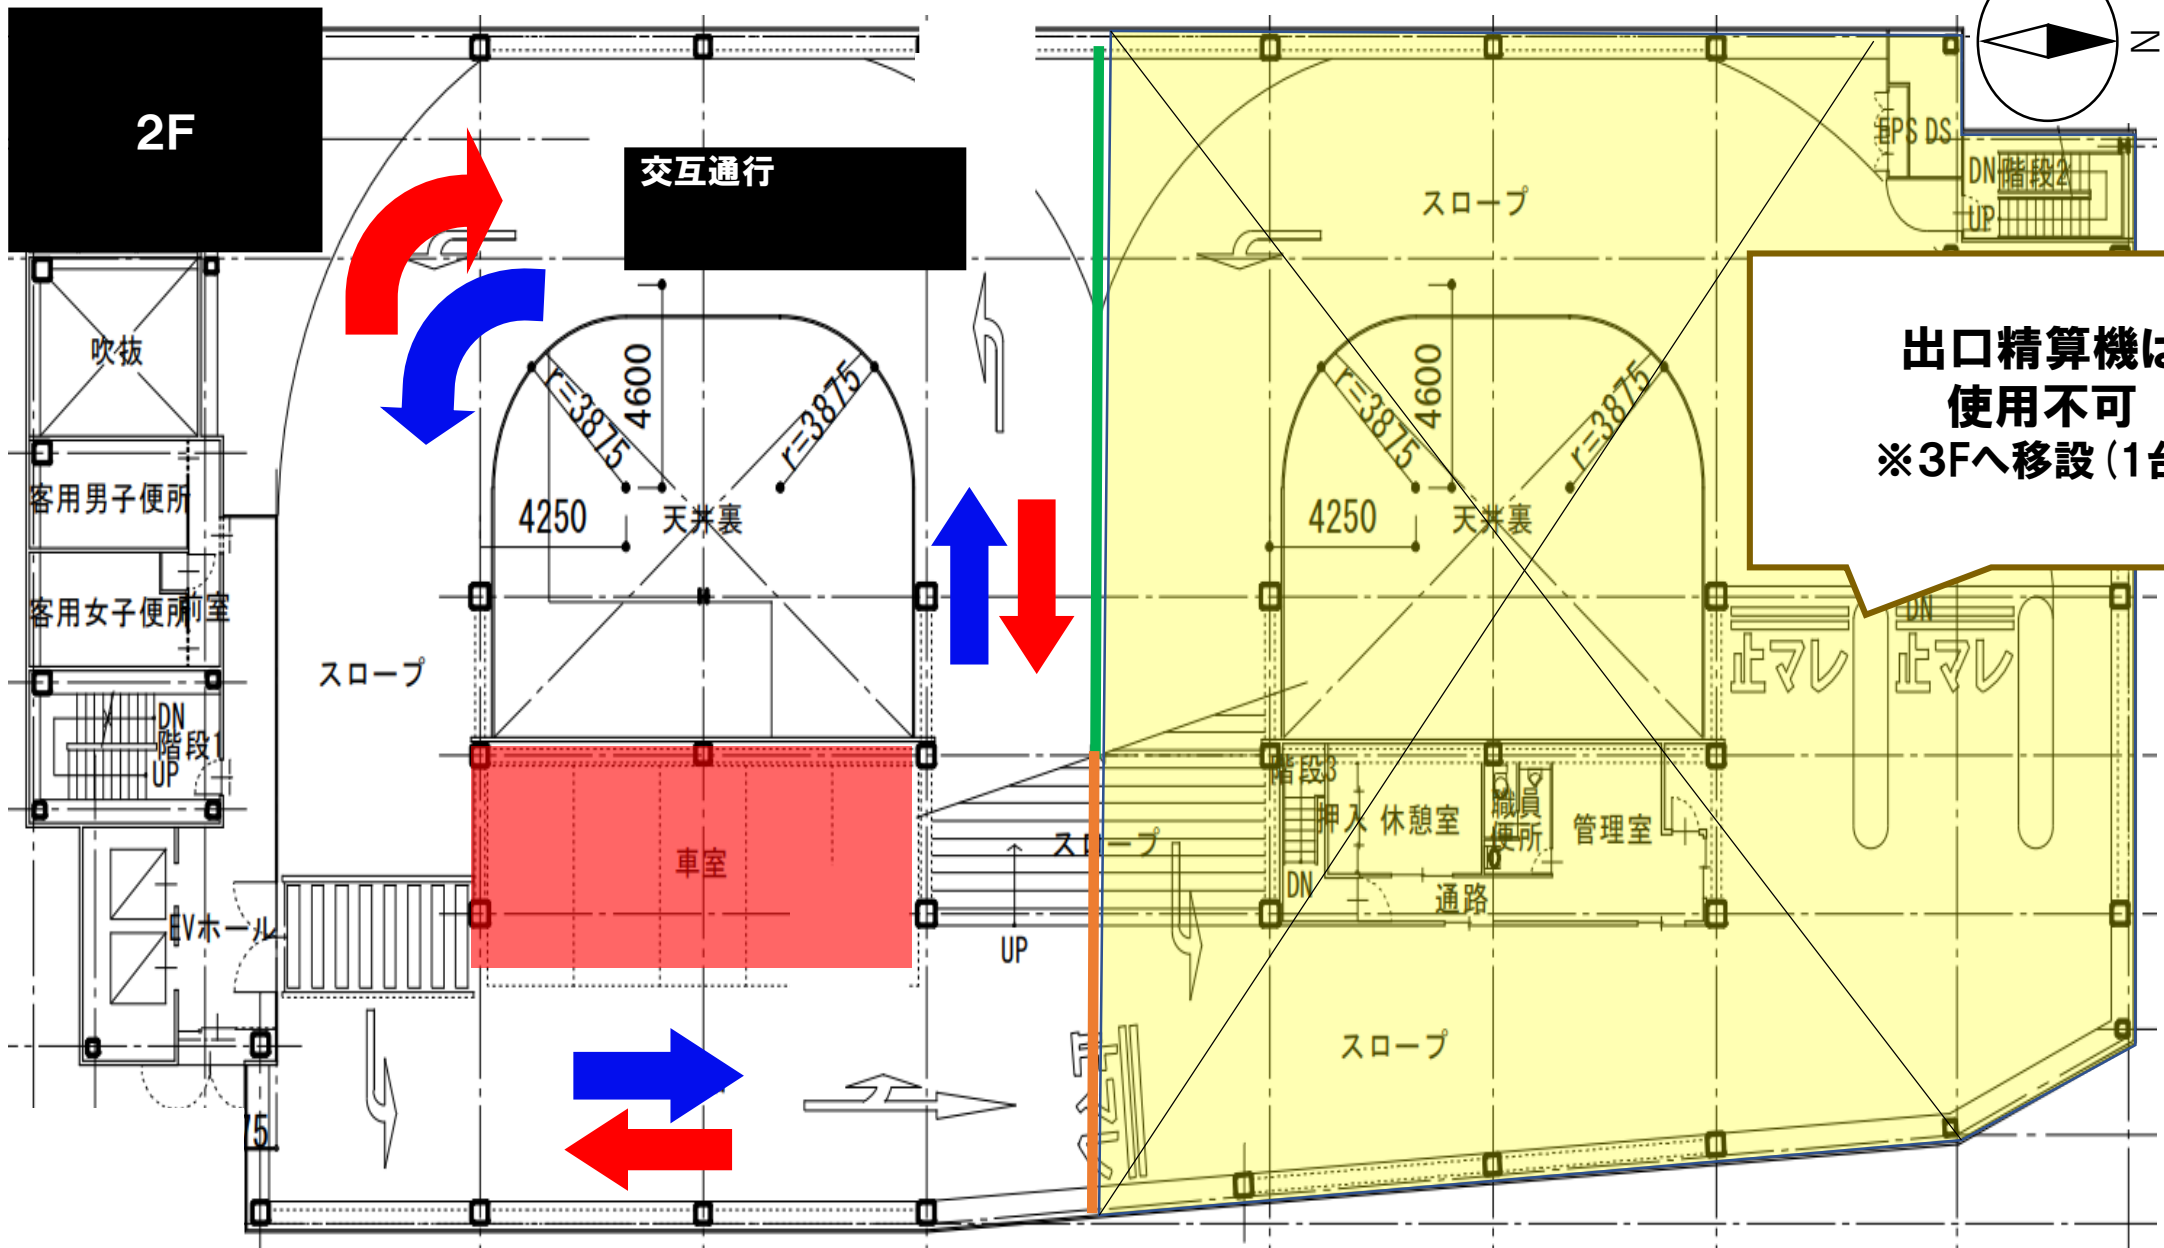 2F
交互通行
N
EPS DS
DN 階段2
UP
スロープ
出口精算機は
使用不可
※3Fへ移設(1台
吹抜
r=3875
4600
r=3875
4250
天井裏
r=3875
4600
r=3875
4250
天井裏
客用男子便所
客用女子便所
前室
スロープ
DN
階段1
UP
DN
止マレ
止マレ
車室
スロープ
UP
階段3
押入
休憩室
職員
便所
管理室
DN
通路
EVホール
スロープ
止マレ
75